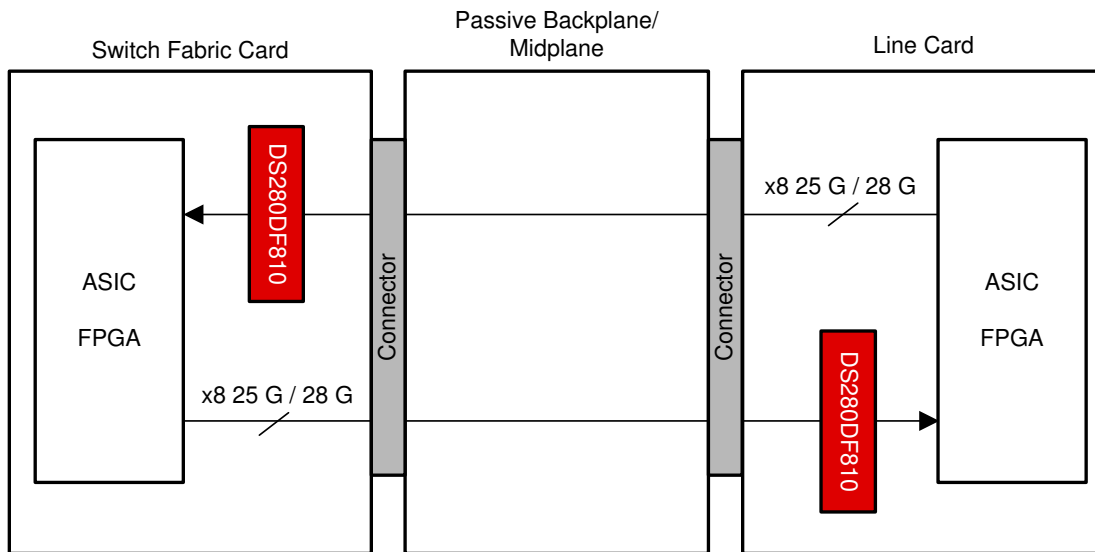 Passive Backplane/
Midplane
Switch Fabric Card
Line Card
DS280DF810
x8 25 G / 28 G
ASIC
FPGA
Connector
Connector
ASIC
FPGA
x8 25 G / 28 G
DS280DF810